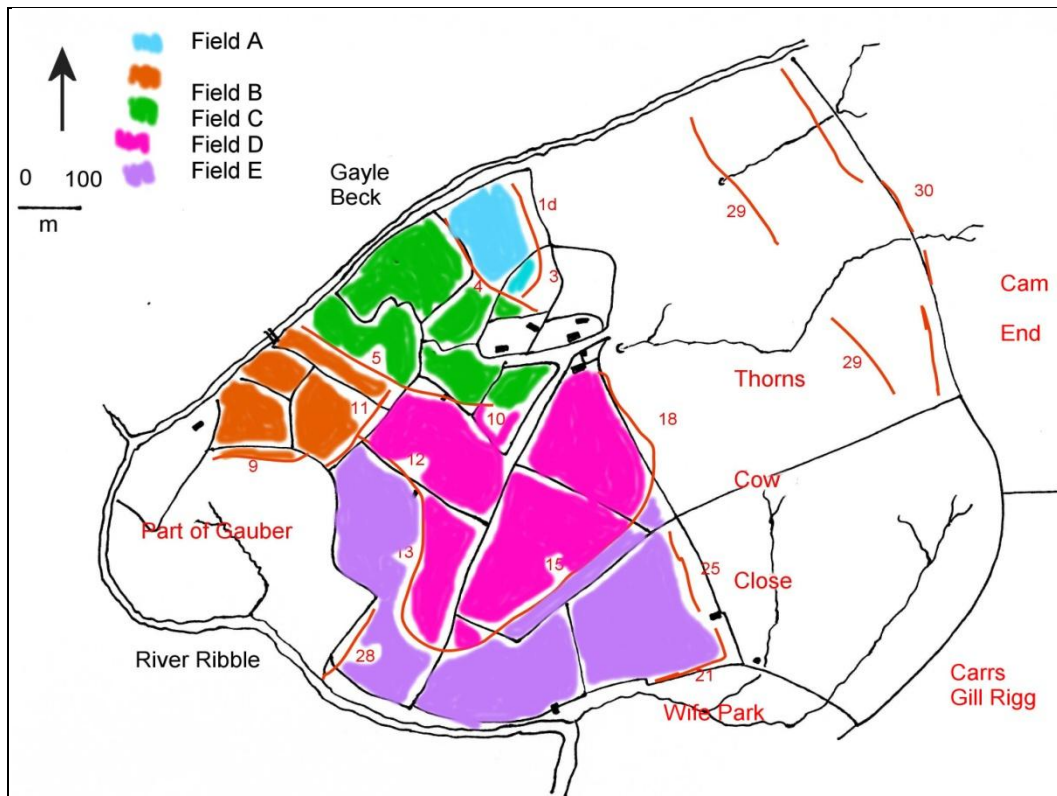 Field A
Field B
Field C
Field D
Field E
0 100
m
Gayle
Beck
1d
3
4
5
29
30
Cam
End
29
Thorns
18
11
10
9
12
Cow
Part of Gauber
13
15
25
Close
River Ribble
28
21
Wife Park
Carrs
Gill Rigg